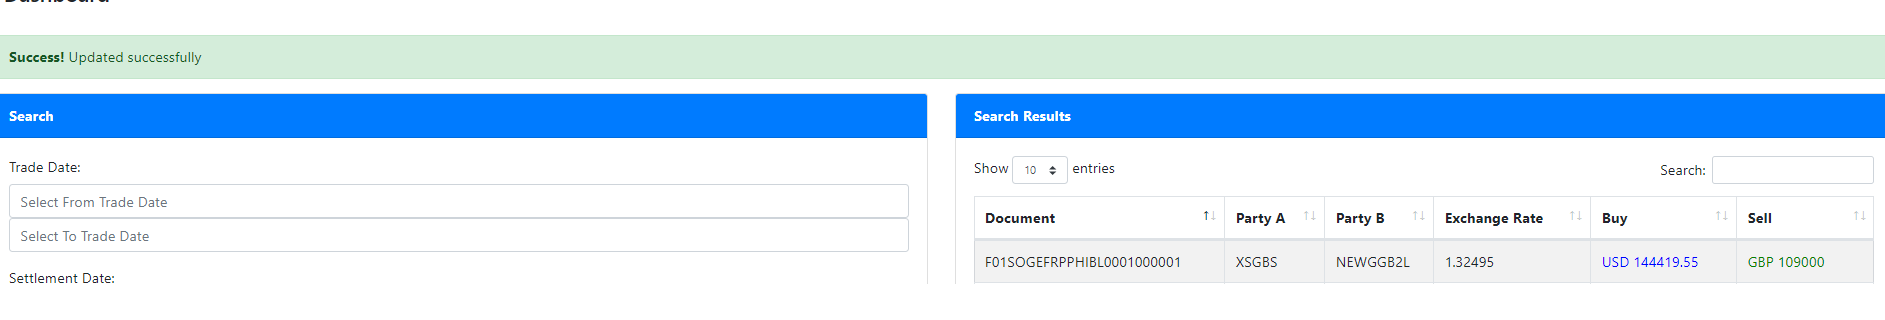 Dashboard
Success! Updated successfully
Search
Trade Date:
Select From Trade Date
Select To Trade Date
Settlement Date:
Search Results
Show 10 entries
Search:
Document Party A Party B Exchange Rate Buy Sell
F01SOGEFRPPHIBL0001000001 XSGBS NEWGGB2L 1.32495 USD 144419.55 GBP 109000